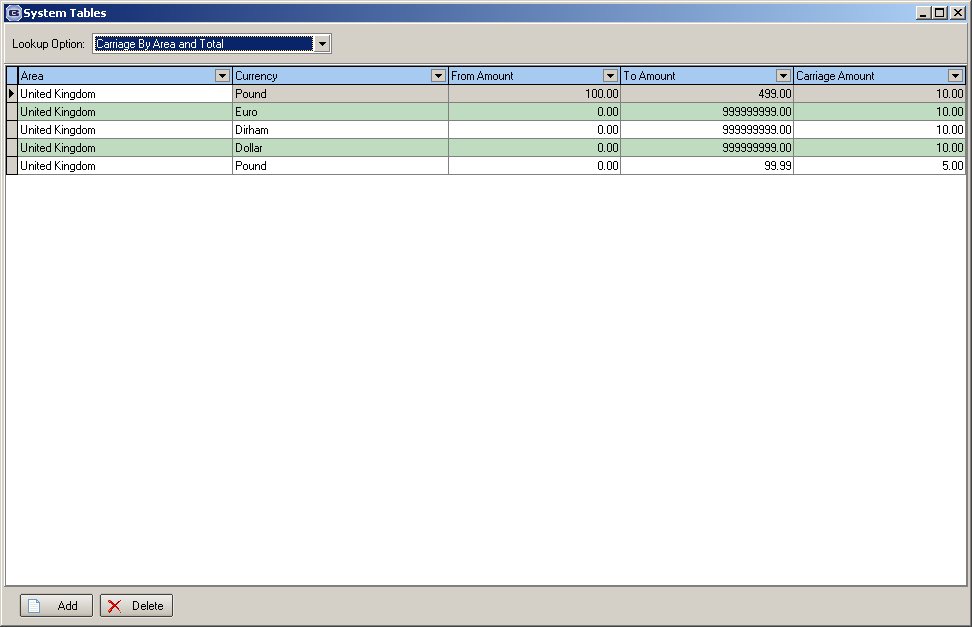 System Tables
Lookup Option: Carriage By Area and Total
Area Currency From Amount To Amount Carriage Amount
United Kingdom Pound 100.00 499.00 10.00
United Kingdom Euro 0.00 999999999.00 10.00
United Kingdom Dirham 0.00 999999999.00 10.00
United Kingdom Dollar 0.00 999999999.00 10.00
United Kingdom Pound 0.00 99.99 5.00
Add Delete